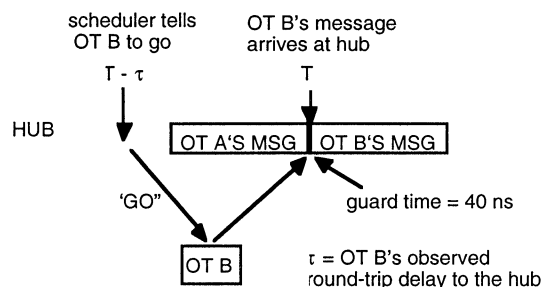 scheduler tells
OT B to go
T - τ
OT B's message
arrives at hub
T
HUB
OT A'S MSG
OT B'S MSG
'GO"
guard time = 40 ns
OT B
τ = OT B's observed
round-trip delay to the hub